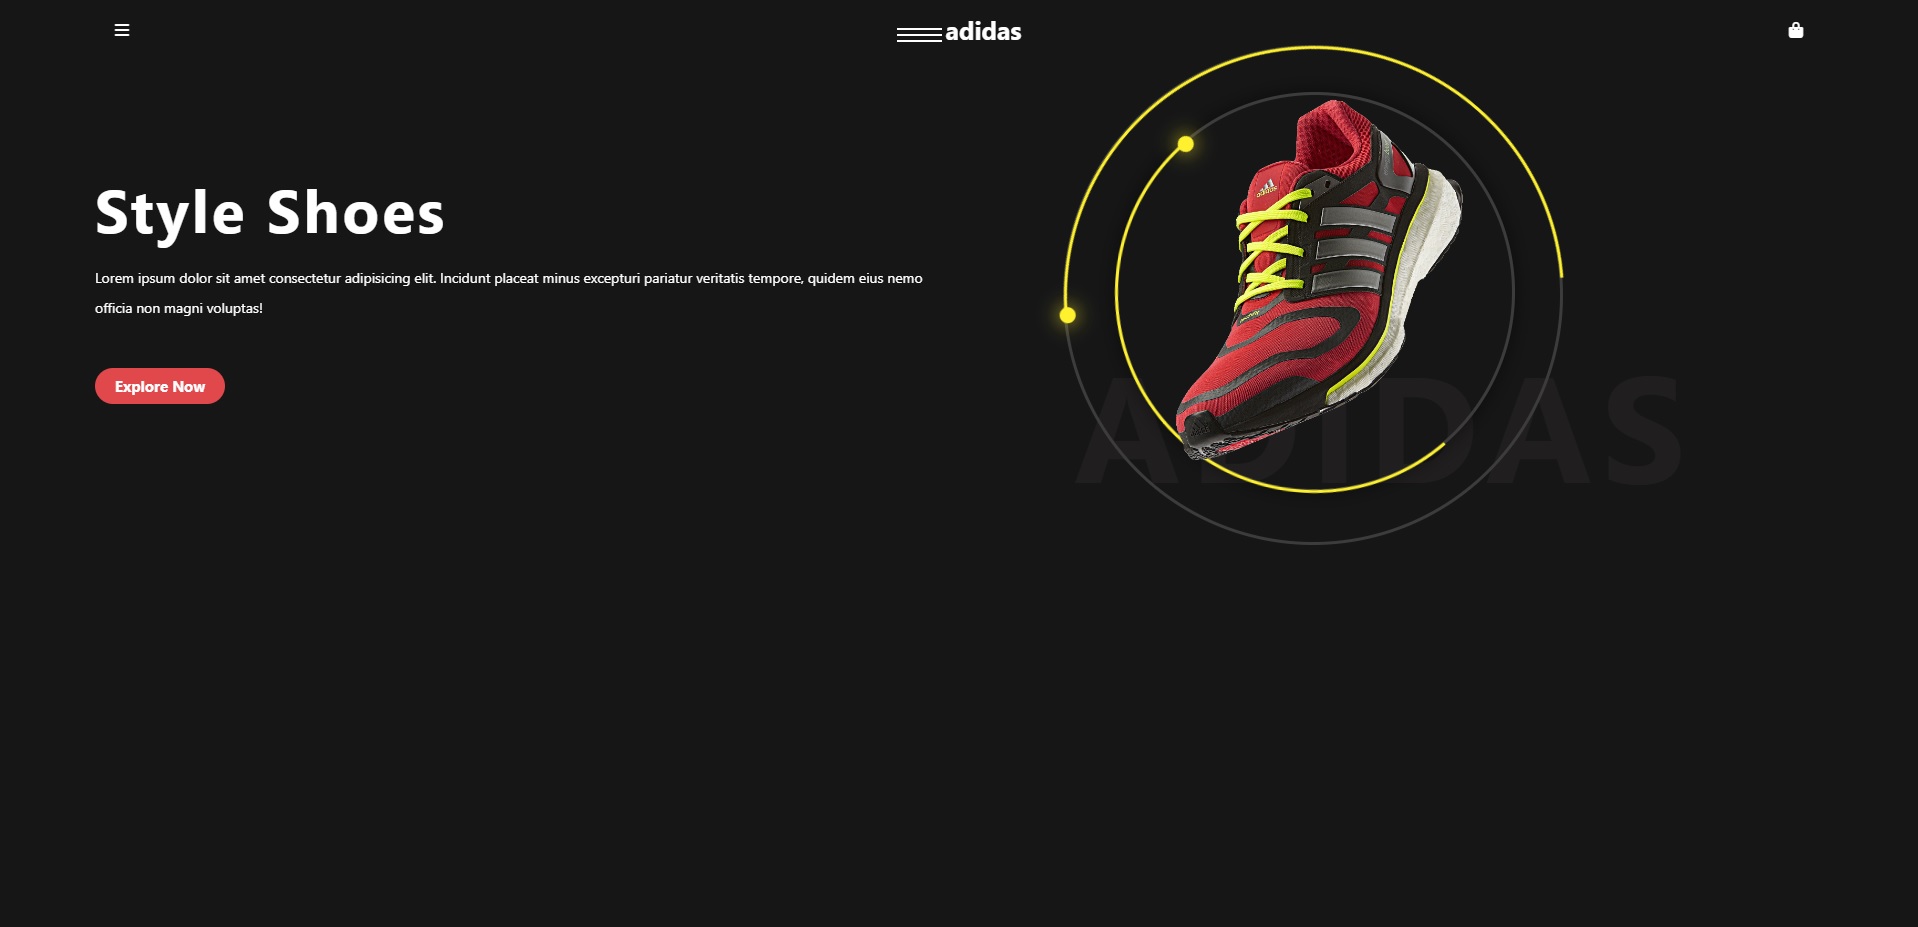 adidas
Style Shoes
Lorem ipsum dolor sit amet consectetur adipisicing elit. Incidunt placeat minus excepturi pariatur veritatis tempore, quidem eius nemo
officia non magni voluptas!
Explore Now
adidas
ADIDAS